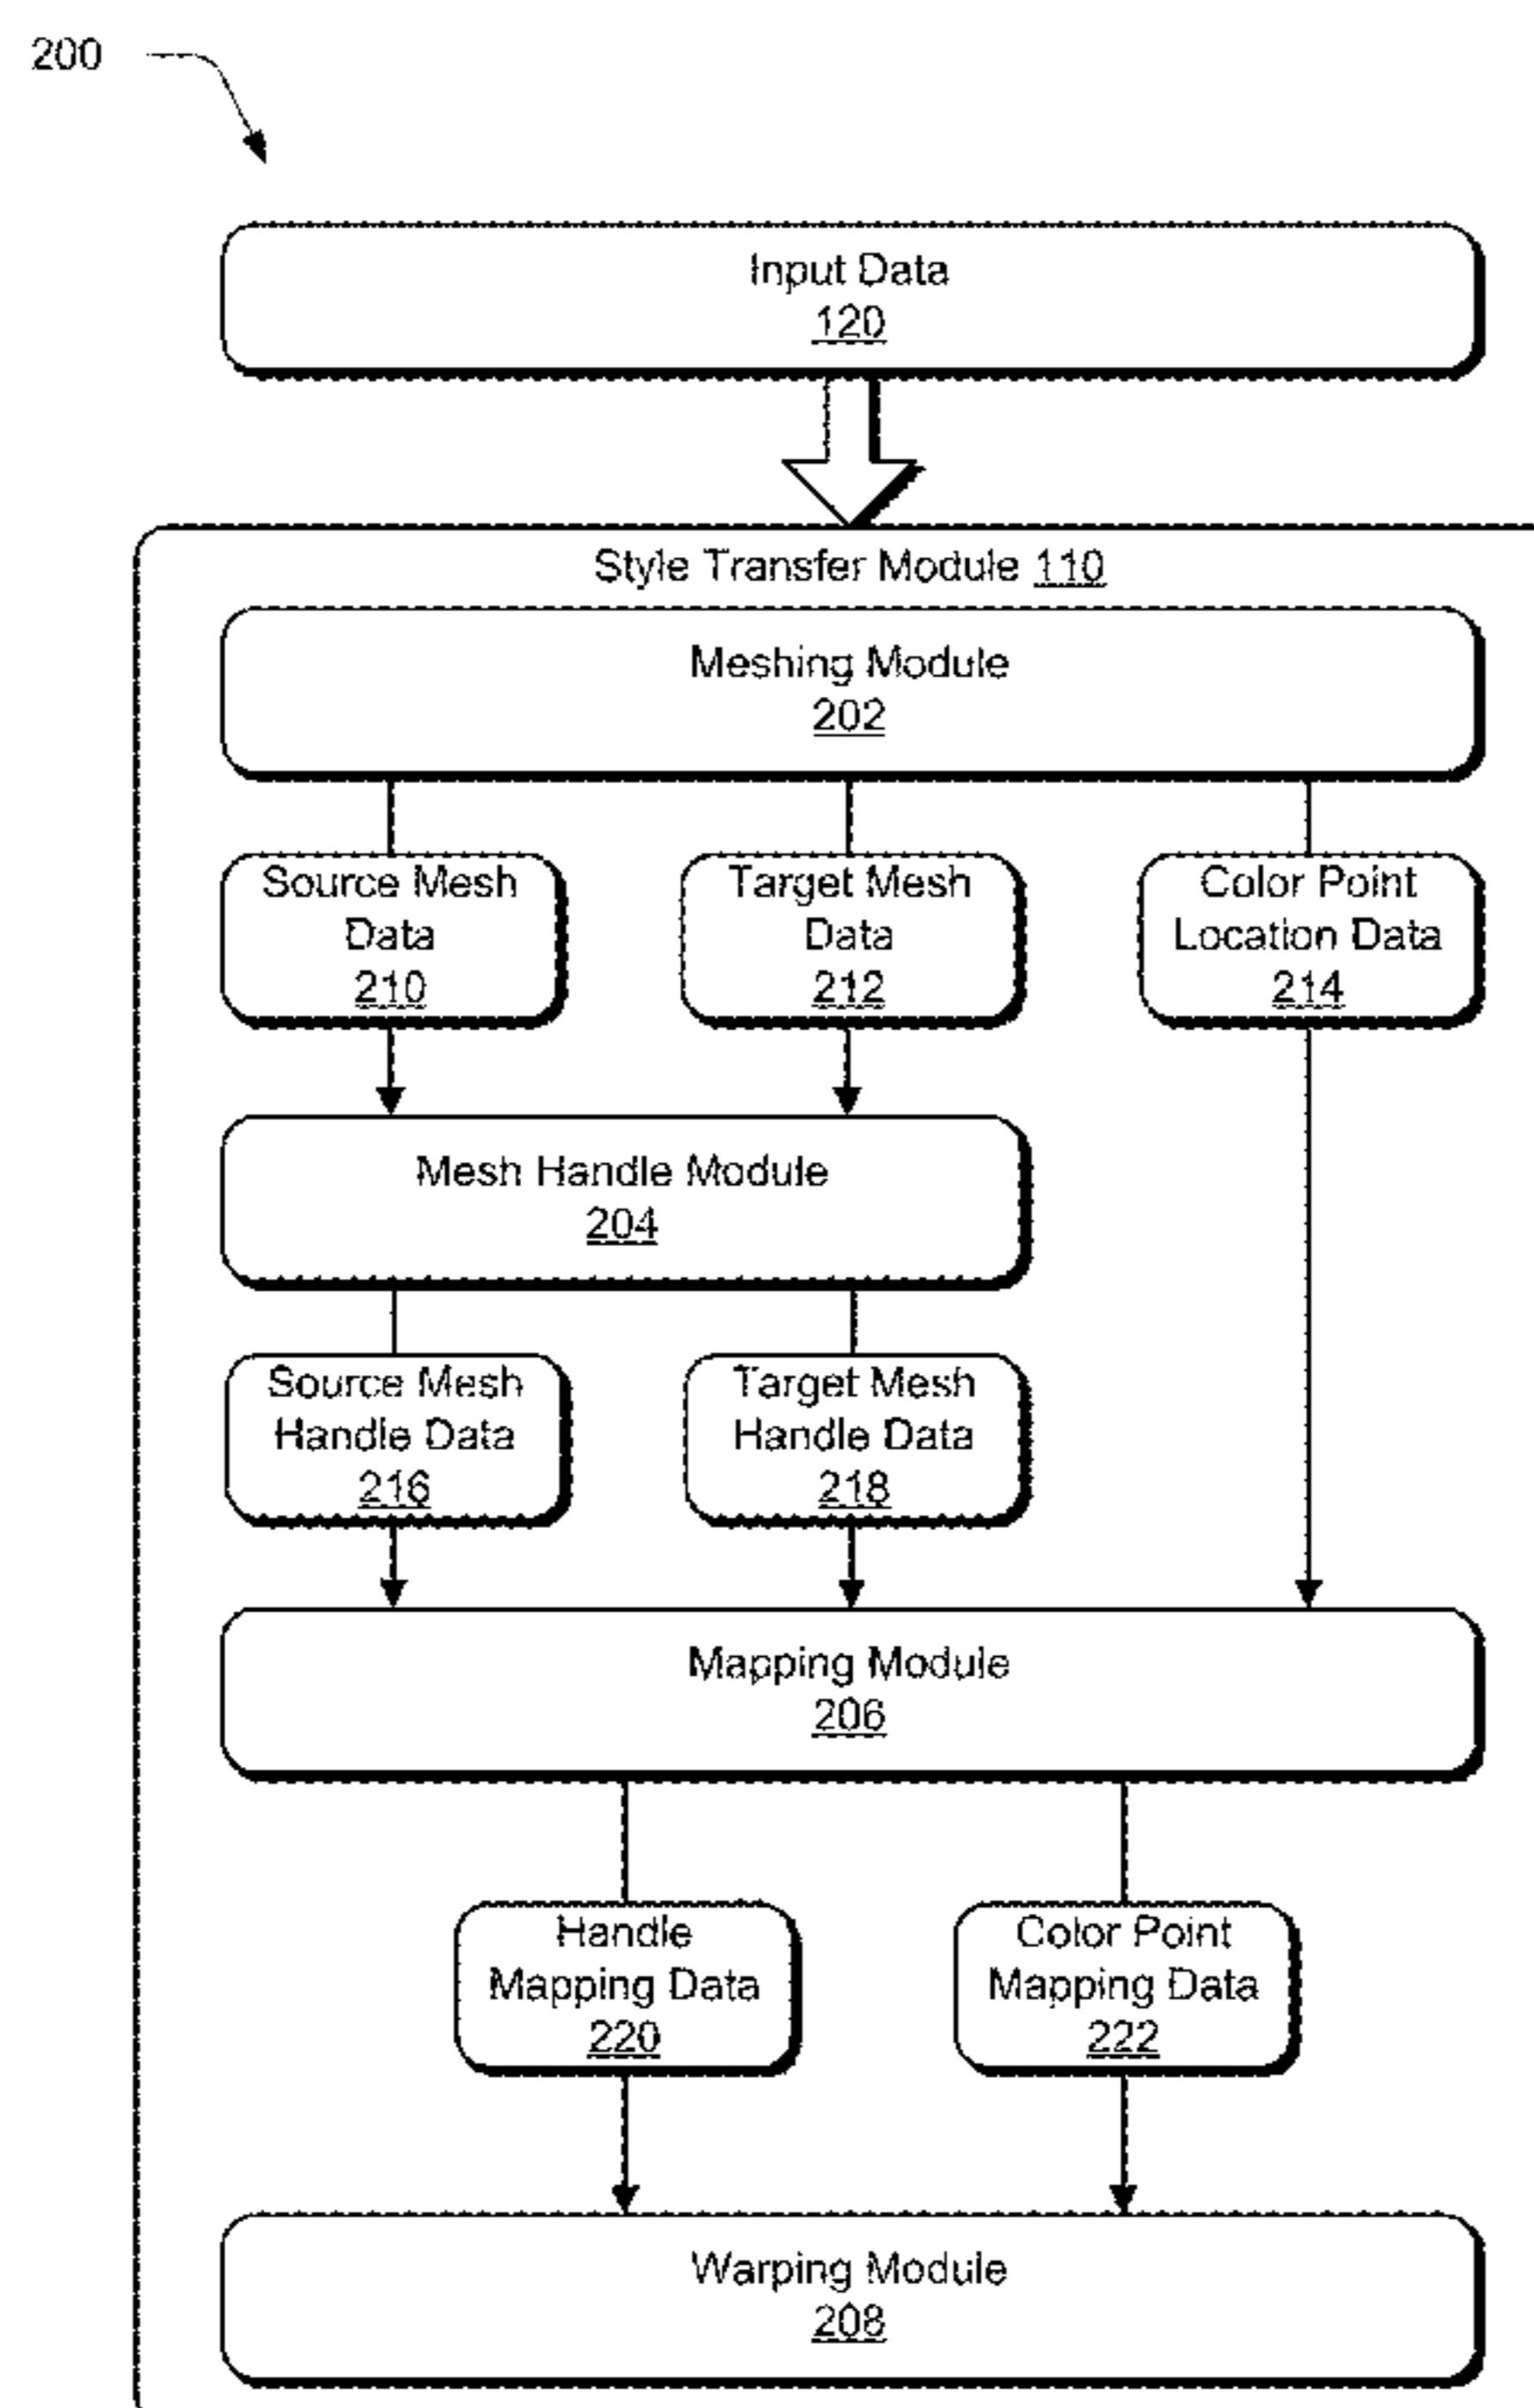 200
Input Data
120
Style Transfer Module 110
Meshing Module
202
Source Mesh
Data
210
Target Mesh
Data
212
Color Point
Location Data
214
Mesh Handle Module
204
Source Mesh
Handle Data
216
Target Mesh
Handle Data
218
Mapping Module
206
Handle
Mapping Data
220
Color Point
Mapping Data
222
Warping Module
208